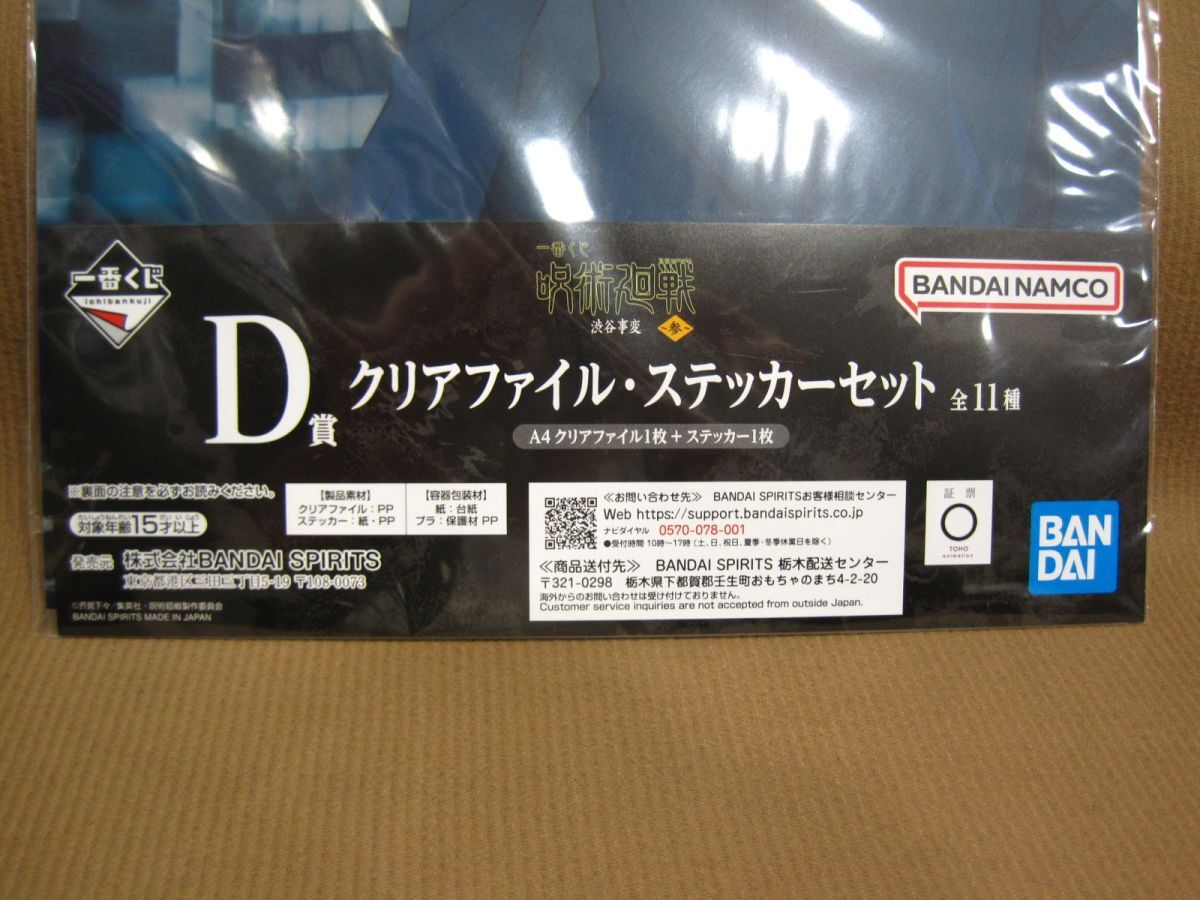 一番くじ
ichibankuji
一番くじ
呪術廻戦
渋谷事変
～参～
BANDAI NAMCO
D賞
クリアファイル・ステッカーセット 全11種
A4クリアファイル1枚+ステッカー1枚
※裏面の注意を必ずお読みください。
対象年齢15才以上
発売元 株式会社BANDAI SPIRITS
東京都港区三田三丁目5-19 〒108-0073
©芥見下々/集英社・呪術廻戦製作委員会
BANDAI SPIRITS MADE IN JAPAN
【製品素材】
クリアファイル:PP
ステッカー:紙・PP
【容器包装材】
紙:台紙
プラ:保護材 PP
≪お問い合わせ先≫ BANDAI SPIRITSお客様相談センター
Web https://support.bandaispirits.co.jp
ナビダイヤル 0570-078-001
●受付時間 10時~17時(土、日、祝日、夏季・冬季休業日を除く)
≪商品送付先≫ BANDAI SPIRITS 栃木配送センター
〒321-0298 栃木県下都賀郡壬生町おもちゃのまち4-2-20
海外からのお問い合わせは受け付けておりません。
Customer service inquiries are not accepted from outside Japan.
証票
TOHO
animation
BAN
DAI